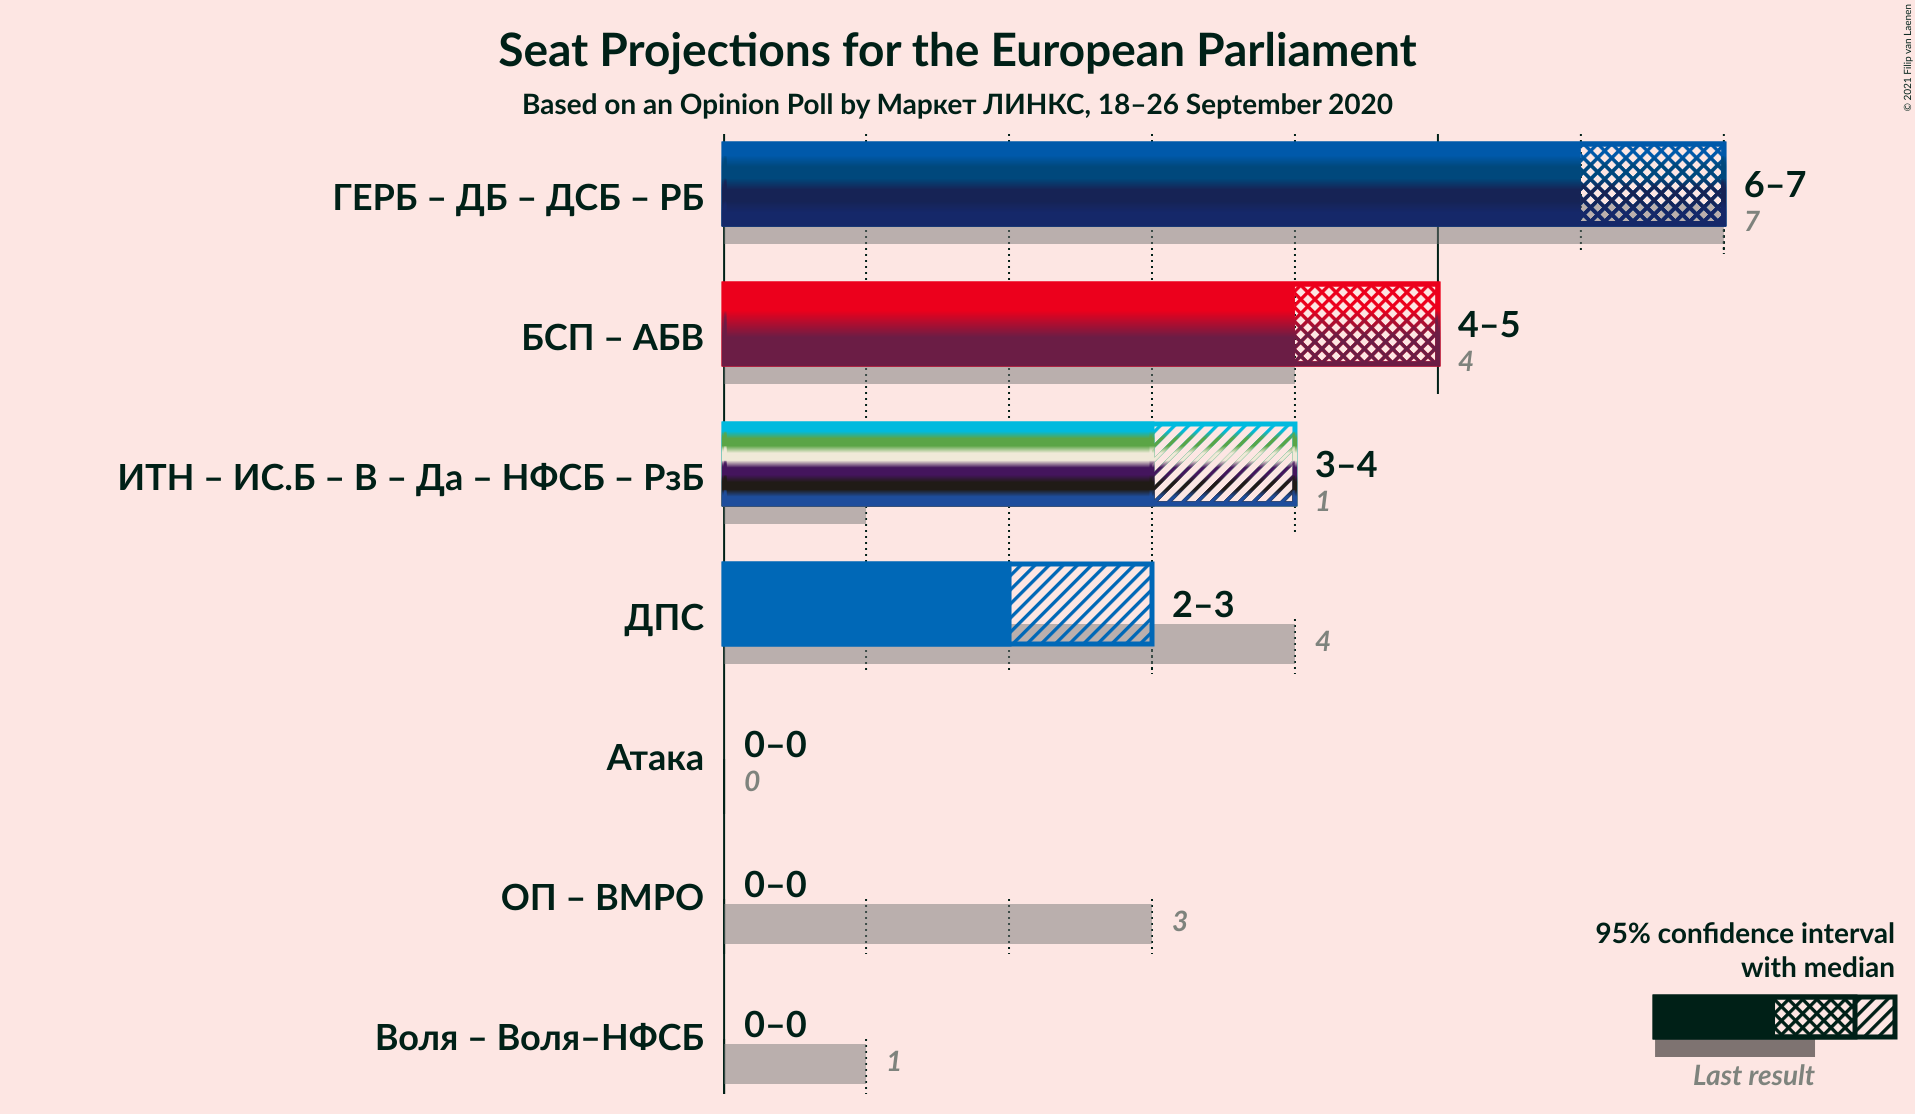 Seat Projections for the European Parliament
Based on an Opinion Poll by Маркет ЛИНКС, 18–26 September 2020
© 2021 Filip van Laenen
ГЕРБ – ДБ – ДСБ – РБ
6–7
7
БСП – АБВ
4–5
4
ИТН – ИС.Б – В – Да – НФСБ – РзБ
3–4
1
ДПС
2–3
4
Атака
0–0
0
ОП – ВМРО
0–0
3
Воля – Воля–НФСБ
0–0
1
95% confidence interval
with median
Last result